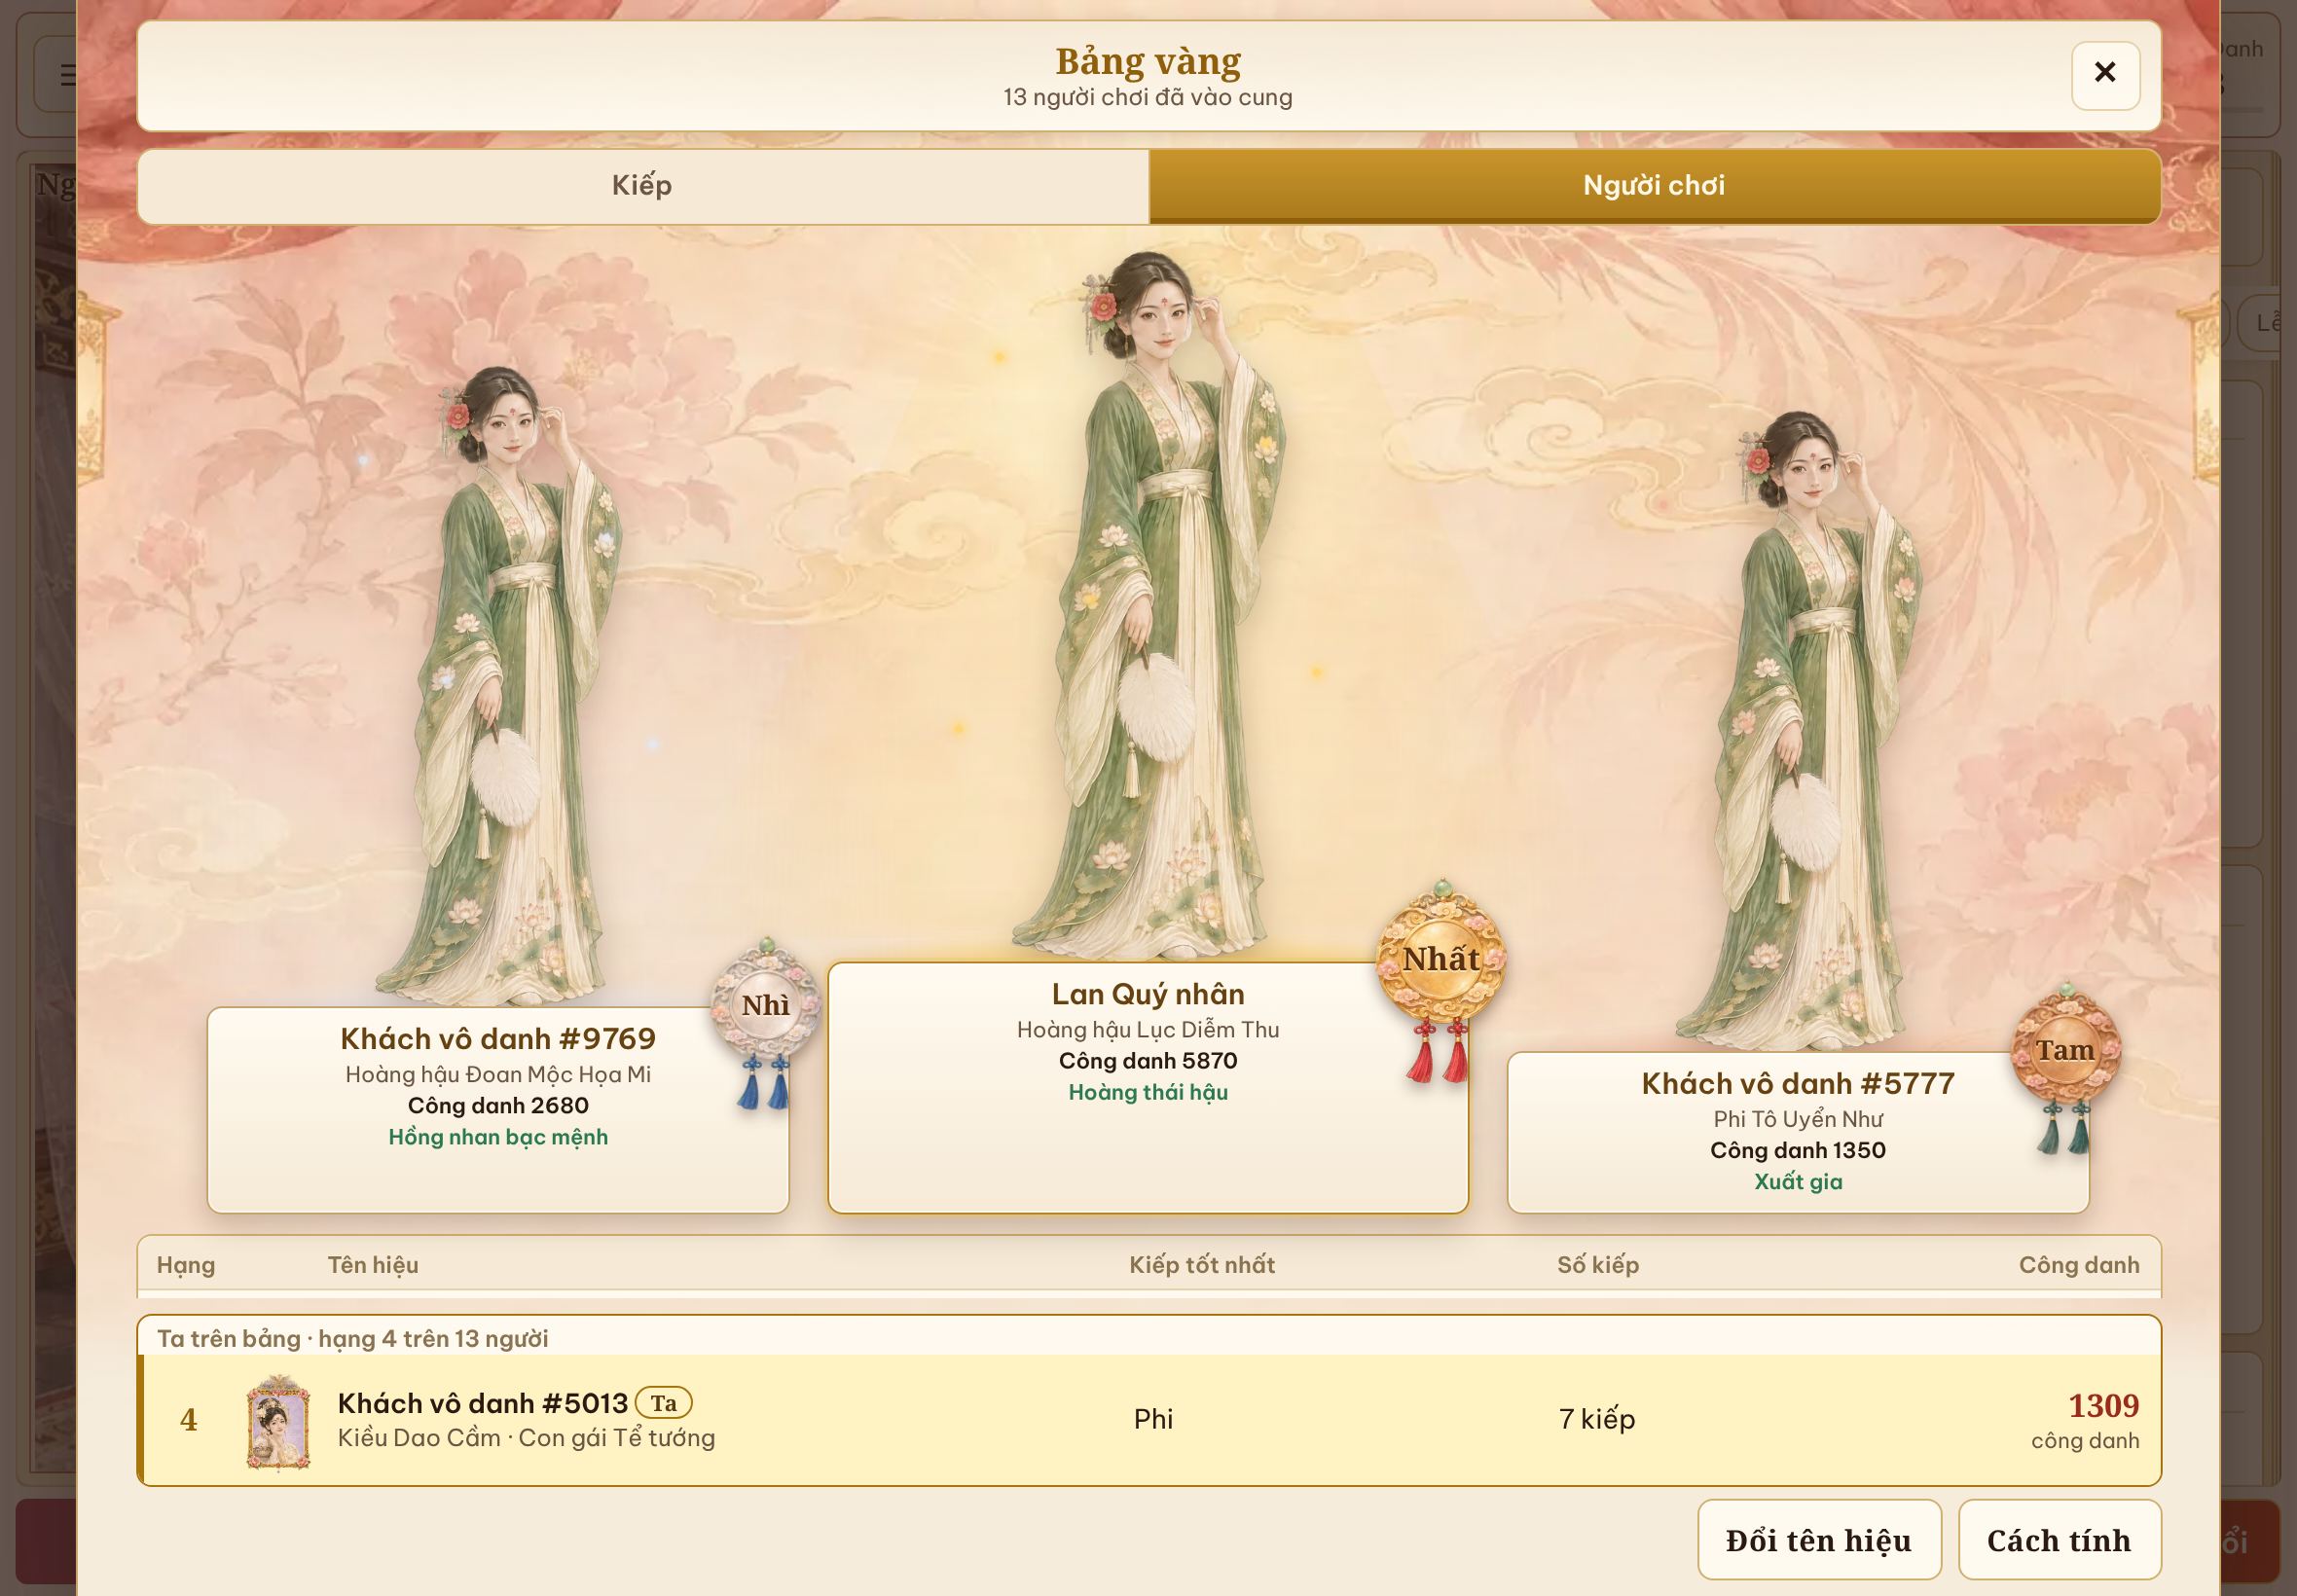 Bảng vàng
13 người chơi đã vào cung
Kiếp
Người chơi
Nhất
Lan Quý nhân
Hoàng hậu Lục Diễm Thu
Công danh 5870
Hoàng thái hậu
Nhì
Khách vô danh #9769
Hoàng hậu Đoan Mộc Họa Mi
Công danh 2680
Hồng nhan bạc mệnh
Tam
Khách vô danh #5777
Phi Tô Uyển Như
Công danh 1350
Xuất gia
Hạng Tên hiệu Kiếp tốt nhất Số kiếp Công danh
Ta trên bảng · hạng 4 trên 13 người
4 Khách vô danh #5013 Ta Phi 7 kiếp 1309
Kiều Dao Cầm · Con gái Tể tướng công danh
Đổi tên hiệu
Cách tính